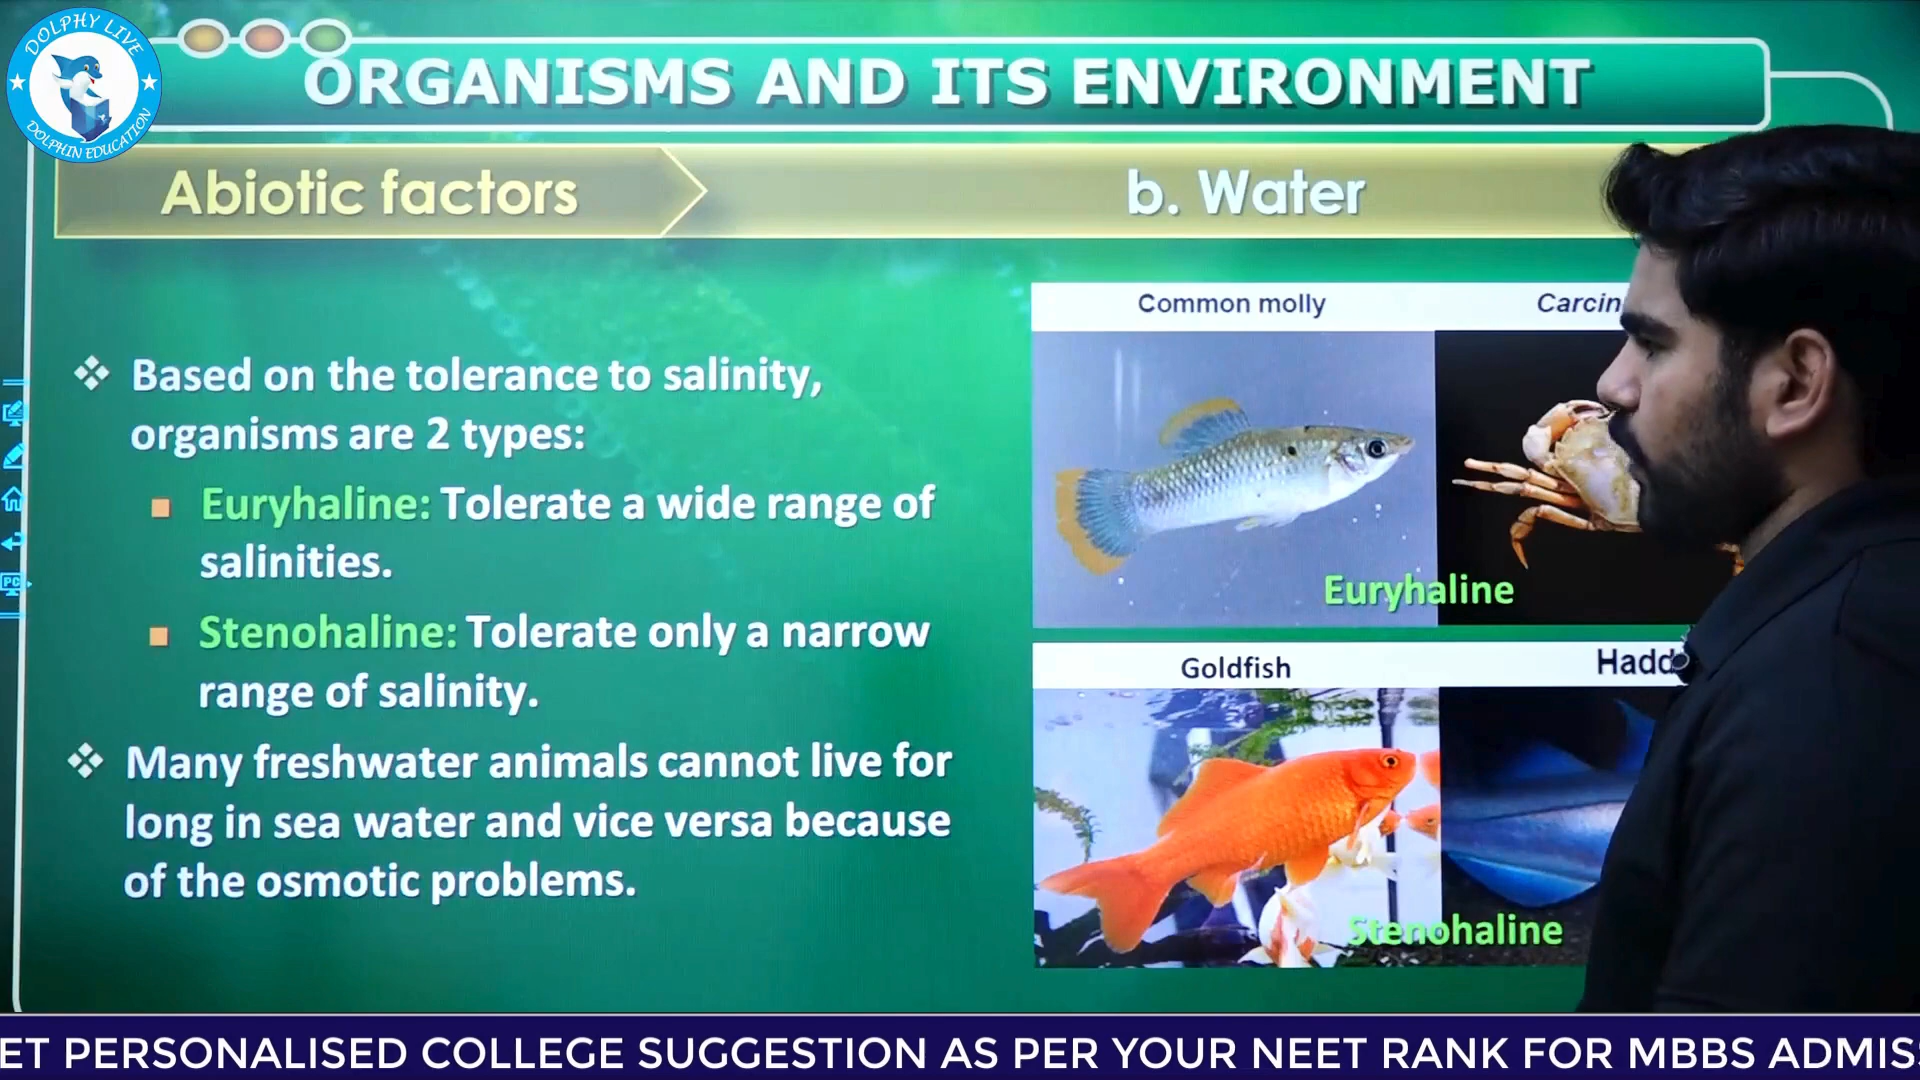 DOLPHY LIVE
DOLPHIN EDUCATION
ORGANISMS AND ITS ENVIRONMENT
Abiotic factors
b. Water
Based on the tolerance to salinity,
organisms are 2 types:
Euryhaline: Tolerate a wide range of
salinities.
Stenohaline: Tolerate only a narrow
range of salinity.
Many freshwater animals cannot live for
long in sea water and vice versa because
of the osmotic problems.
Common molly
Euryhaline
Goldfish
Stenohaline
PC
PERSONALISED COLLEGE SUGGESTION AS PER YOUR NEET RANK FOR MBBS